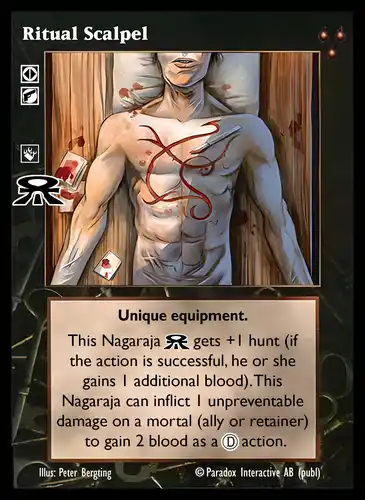 Ritual Scalpel
Unique equipment.
This Nagaraja gets +1 hunt (if
the action is successful, he or she
gains 1 additional blood). This
Nagaraja can inflict 1 unpreventable
damage on a mortal (ally or retainer)
to gain 2 blood as a D action.
Illus: Peter Bergting © Paradox Interactive AB (publ)